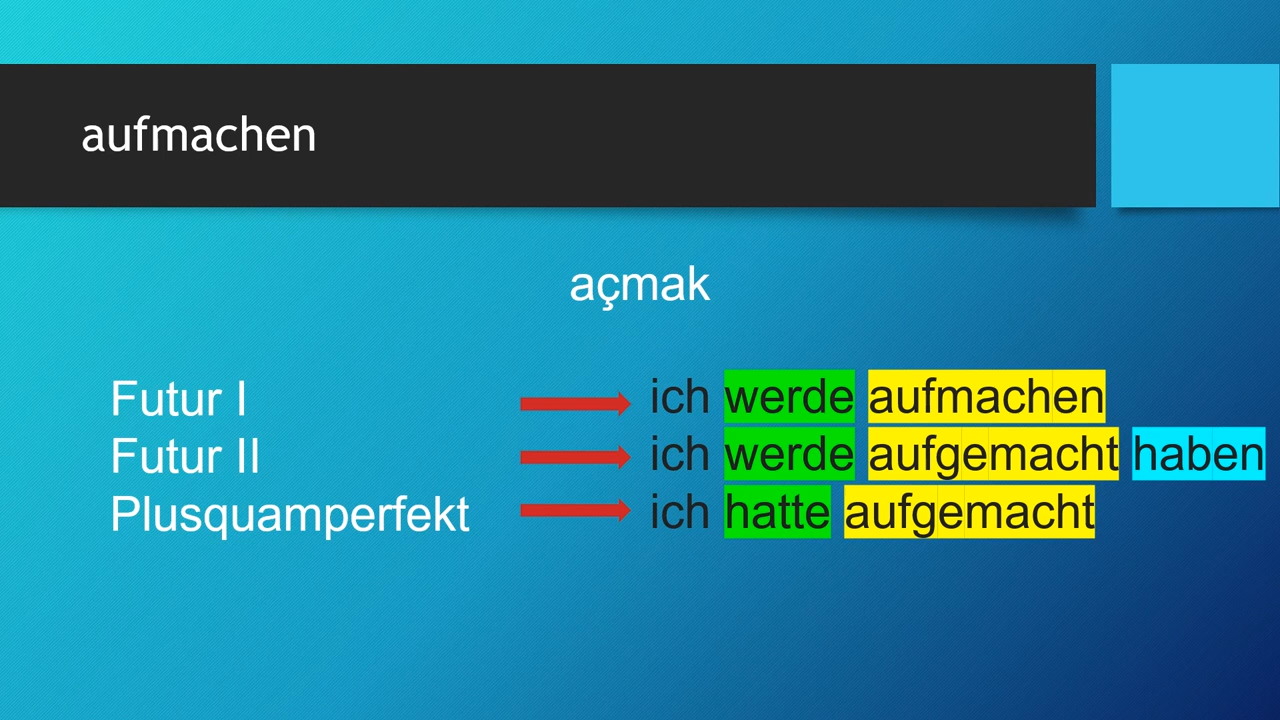 aufmachen
açmak
Futur I ich werde aufmachen
Futur II ich werde aufgemacht haben
Plusquamperfekt ich hatte aufgemacht